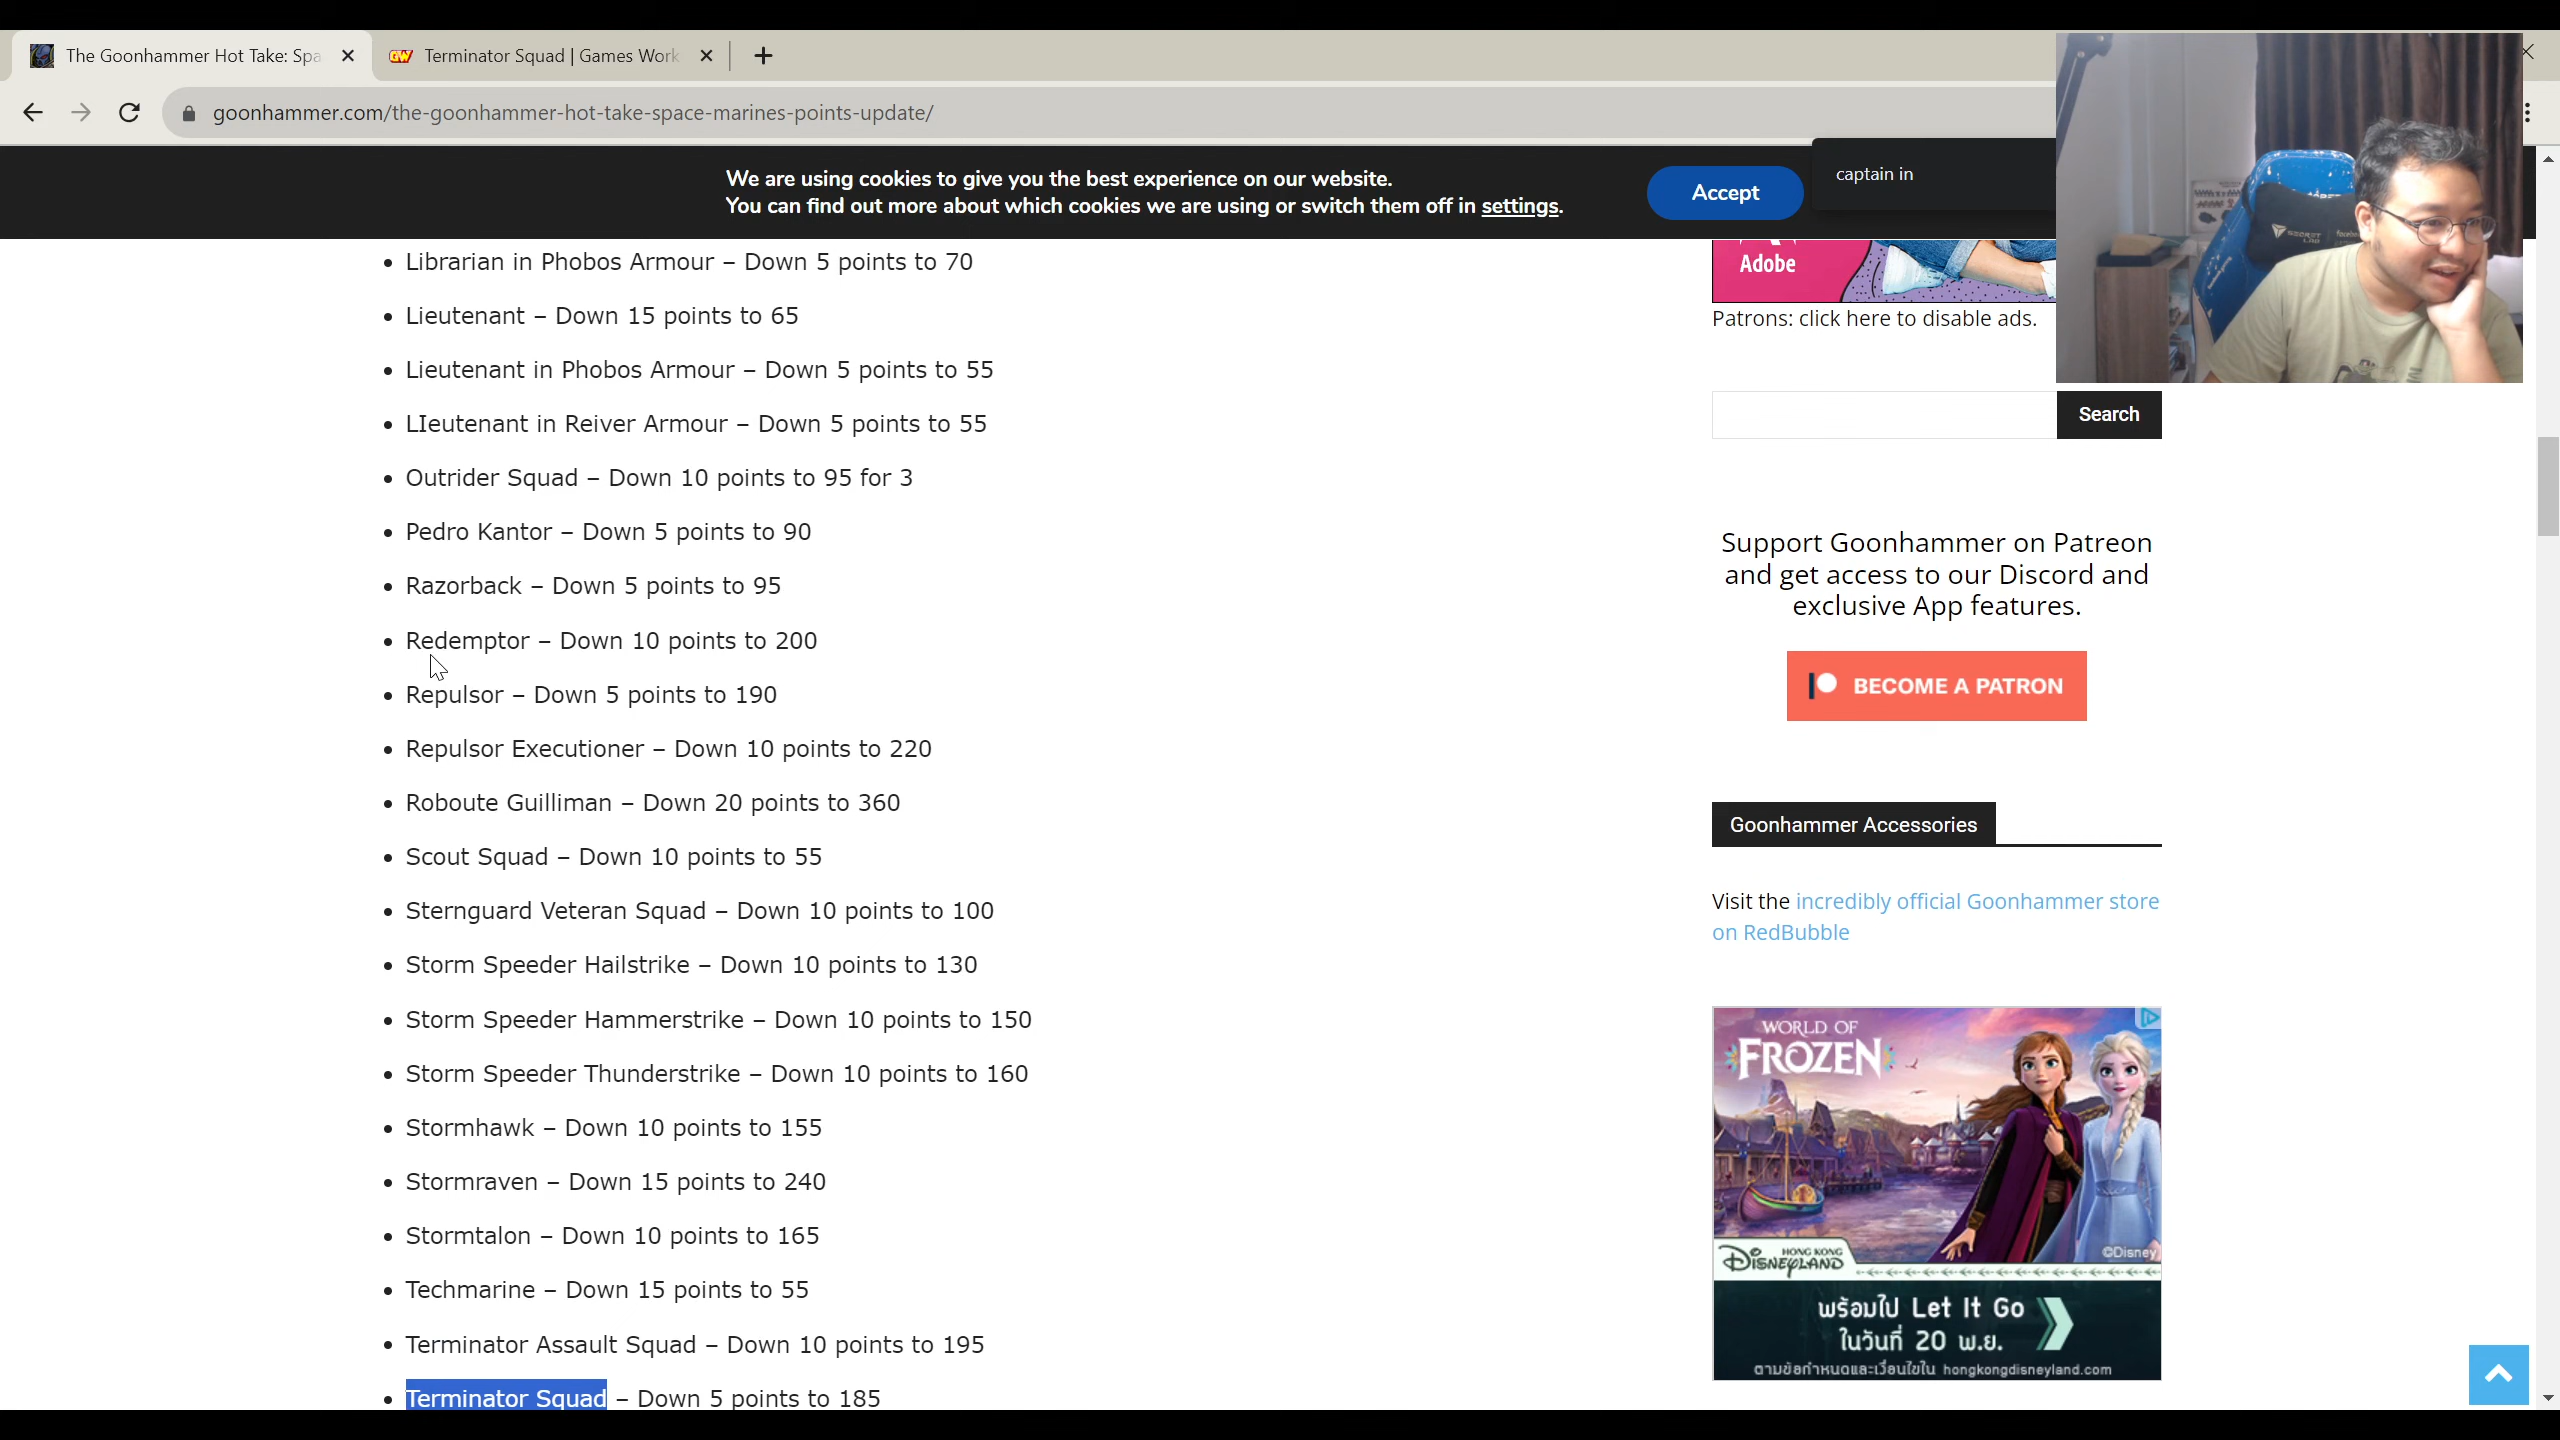 The Goonhammer Hot Take: Spa
Terminator Squad | Games Work
goonhammer.com/the-goonhammer-hot-take-space-marines-points-update/
We are using cookies to give you the best experience on our website.
You can find out more about which cookies we are using or switch them off in settings.
Accept
captain in
• Librarian in Phobos Armour – Down 5 points to 70
• Lieutenant – Down 15 points to 65
• Lieutenant in Phobos Armour – Down 5 points to 55
• LIeutenant in Reiver Armour – Down 5 points to 55
• Outrider Squad – Down 10 points to 95 for 3
• Pedro Kantor – Down 5 points to 90
• Razorback – Down 5 points to 95
• Redemptor – Down 10 points to 200
• Repulsor – Down 5 points to 190
• Repulsor Executioner – Down 10 points to 220
• Roboute Guilliman – Down 20 points to 360
• Scout Squad – Down 10 points to 55
• Sternguard Veteran Squad – Down 10 points to 100
• Storm Speeder Hailstrike – Down 10 points to 130
• Storm Speeder Hammerstrike – Down 10 points to 150
• Storm Speeder Thunderstrike – Down 10 points to 160
• Stormhawk – Down 10 points to 155
• Stormraven – Down 15 points to 240
• Stormtalon – Down 10 points to 165
• Techmarine – Down 15 points to 55
• Terminator Assault Squad – Down 10 points to 195
• Terminator Squad – Down 5 points to 185
Adobe
Patrons: click here to disable ads.
Search
Support Goonhammer on Patreon
and get access to our Discord and
exclusive App features.
BECOME A PATRON
Goonhammer Accessories
Visit the incredibly official Goonhammer store
on RedBubble
WORLD OF
FROZEN
©Disney
HONG KONG
DISNEYLAND
พร้อมไป Let It Go
ในวันที่ 20 พ.ย.
ตามข้อกำหนดและเงื่อนไขใน hongkongdisneyland.com